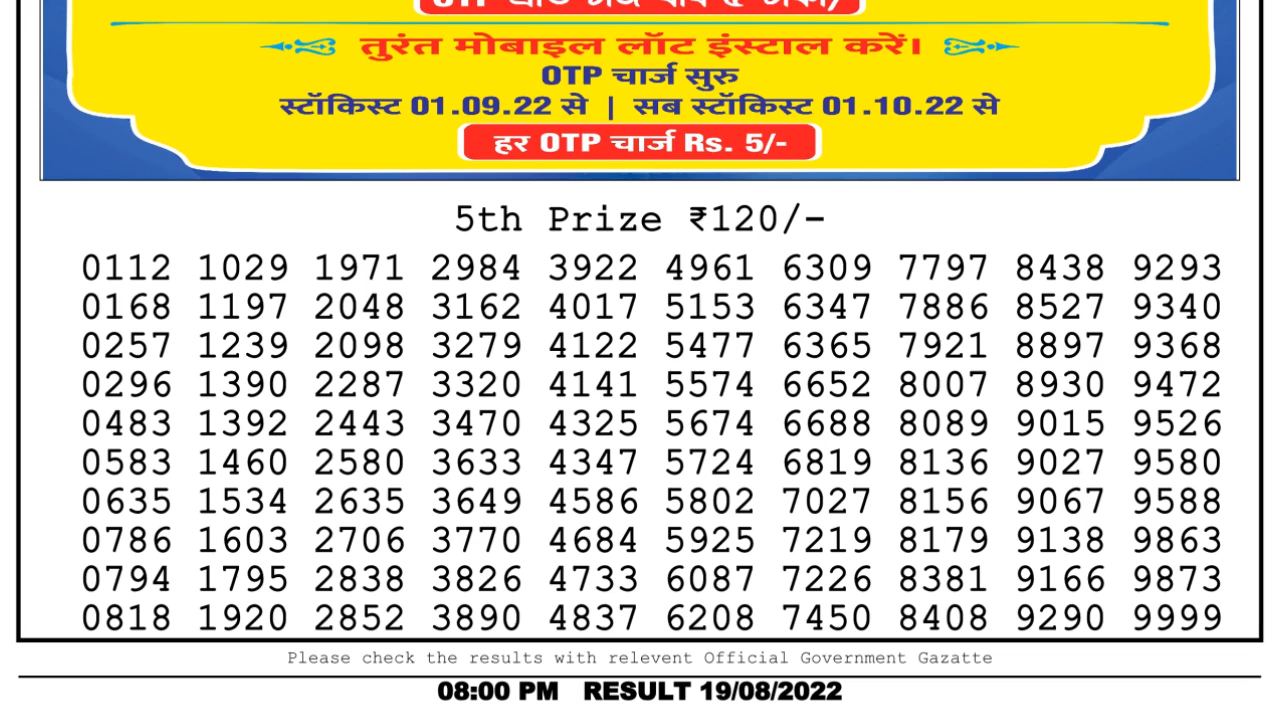 OTP
तुरंत मोबाइल लॉट इंस्टाल करें।
OTP चार्ज सुरु
स्टॉकिस्ट 01.09.22 से | सब स्टॉकिस्ट 01.10.22 से
हर OTP चार्ज Rs. 5/-
5th Prize ₹120/-
0112 1029 1971 2984 3922 4961 6309 7797 8438 9293
0168 1197 2048 3162 4017 5153 6347 7886 8527 9340
0257 1239 2098 3279 4122 5477 6365 7921 8897 9368
0296 1390 2287 3320 4141 5574 6652 8007 8930 9472
0483 1392 2443 3470 4325 5674 6688 8089 9015 9526
0583 1460 2580 3633 4347 5724 6819 8136 9027 9580
0635 1534 2635 3649 4586 5802 7027 8156 9067 9588
0786 1603 2706 3770 4684 5925 7219 8179 9138 9863
0794 1795 2838 3826 4733 6087 7226 8381 9166 9873
0818 1920 2852 3890 4837 6208 7450 8408 9290 9999
Please check the results with relevent Official Government Gazatte
08:00 PM RESULT 19/08/2022